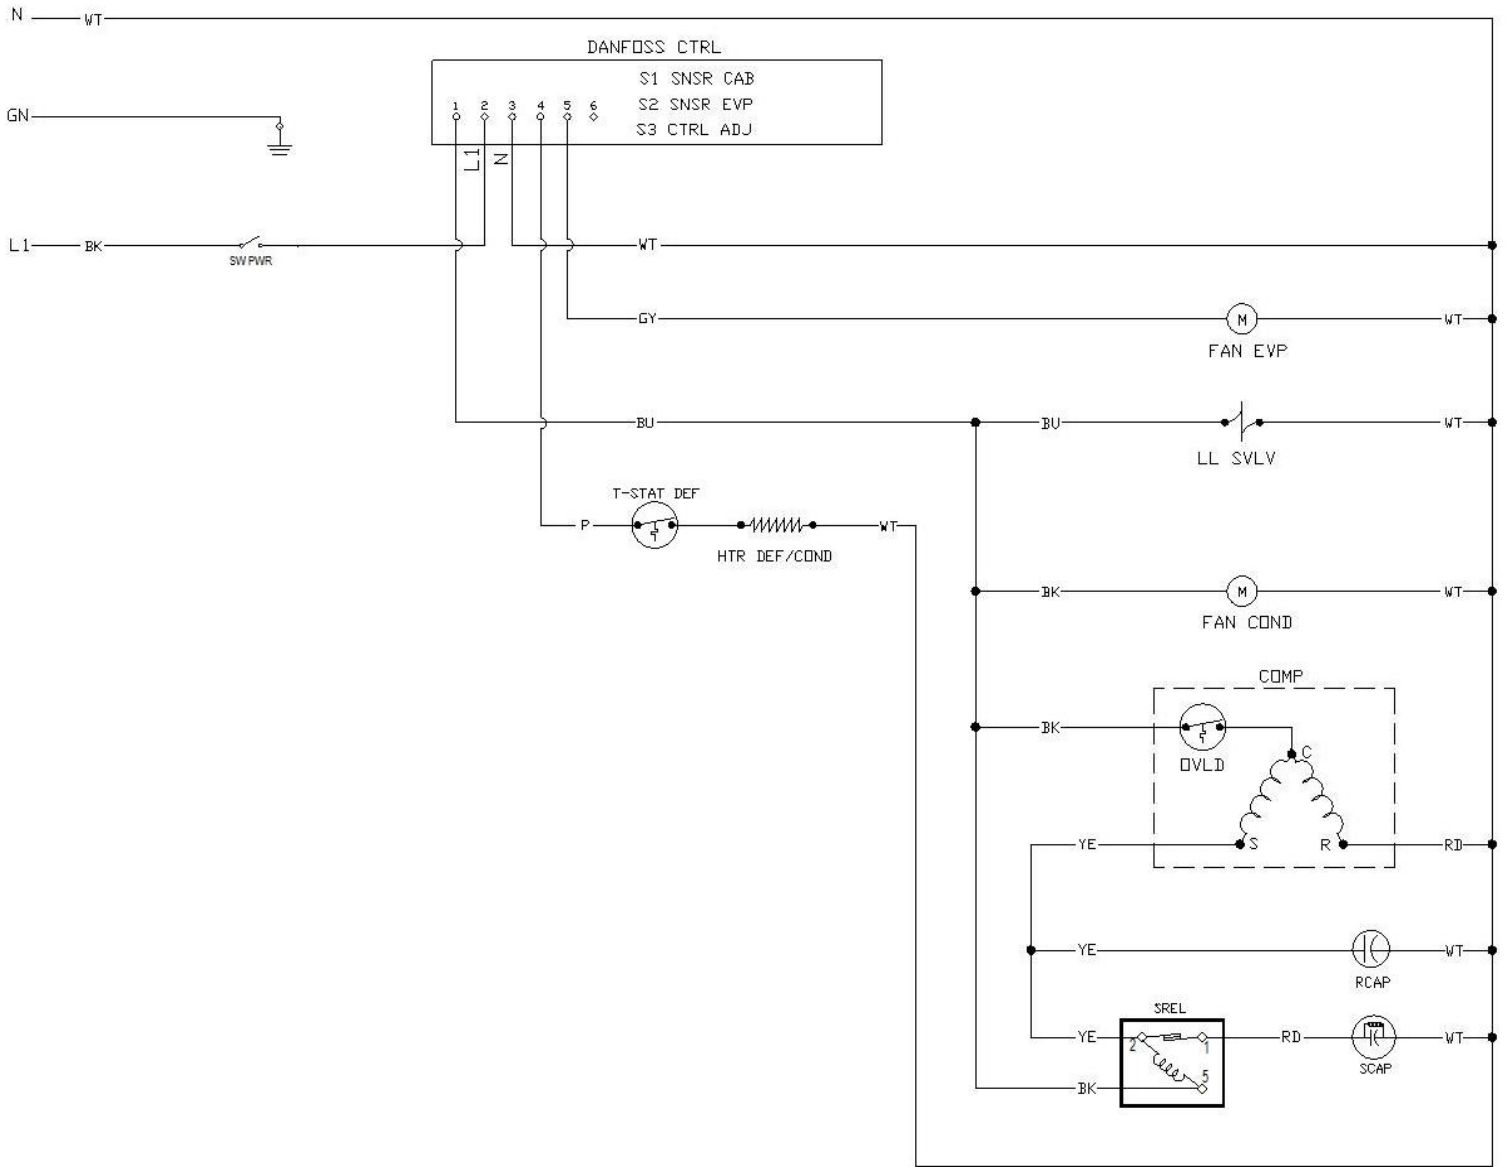 N WT
DANFOSS CTRL
S1 SNSR CAB
1 2 3 4 5 6
S2 SNSR EVP
S3 CTRL ADJ
GN
L1 N
L1 BK
SW PWR
WT
GY M WT
FAN EVP
BU BU WT
LL SVLV
T-STAT DEF
P WT
HTR DEF/COND
BK M WT
FAN COND
COMP
BK
C
OVLD
YE S R RD
YE WT
RCAP
SREL
YE 2 1 RD WT
SCAP
5
BK